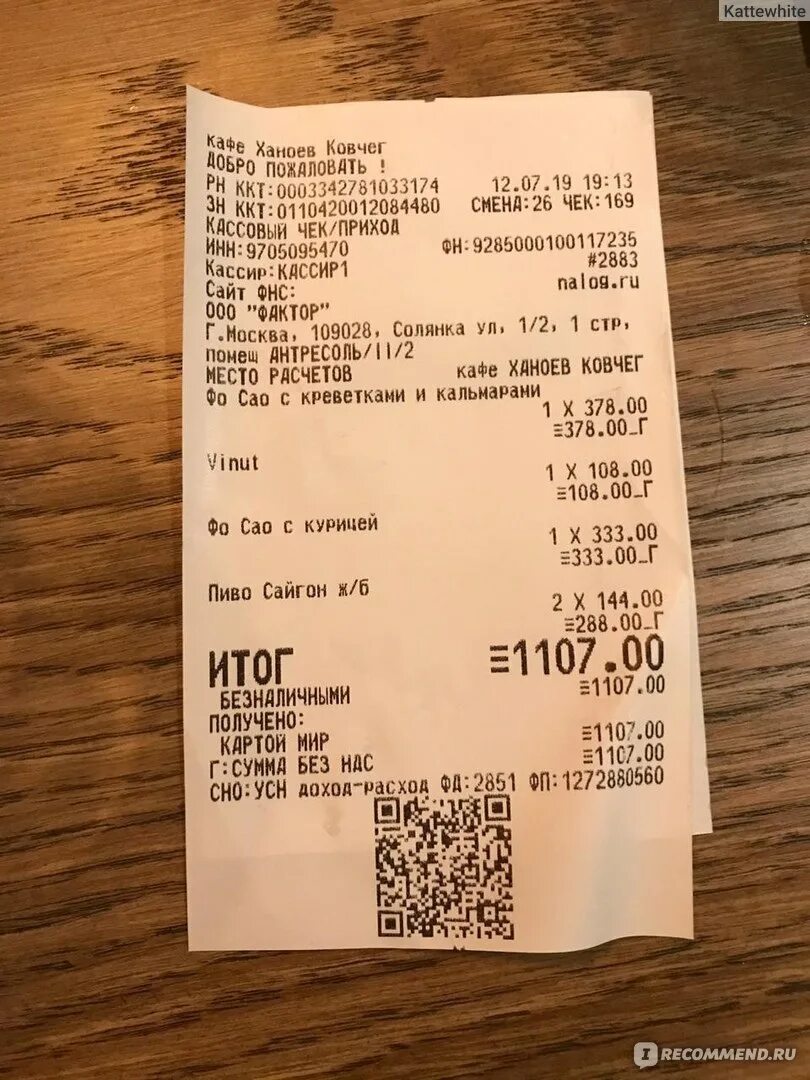 Kattewhite
Кафе Ханоев Ковчег
ДОБРО ПОЖАЛОВАТЬ !
РН ККТ:0003342781033174 12.07.19 19:13
ЗН ККТ:0110420012084480 СМЕНА:26 ЧЕК:169
КАССОВЫЙ ЧЕК/ПРИХОД
ИНН:9705095470 ФН:9285000100117235
Кассир:КАССИР1 #2883
Сайт ФНС: nalog.ru
ООО "ФАКТОР"
Г.Москва, 109028, Солянка ул, 1/2, 1 стр,
помещ АНТРЕСОЛЬ/II/2
МЕСТО РАСЧЕТОВ кафе ХАНОЕВ КОВЧЕГ
Фо Сао с креветками и кальмарами
1 X 378.00
≡378.00_Г
Vinut
1 X 108.00
≡108.00_Г
Фо Сао с курицей
1 X 333.00
≡333.00_Г
Пиво Сайгон ж/б
2 X 144.00
≡288.00_Г
ИТОГ ≡1107.00
БЕЗНАЛИЧНЫМИ ≡1107.00
ПОЛУЧЕНО:
КАРТОЙ МИР ≡1107.00
Г:СУММА БЕЗ НДС ≡1107.00
СНО:УСН доход-расход ФД:2851 ФП:1272880560
IRECOMMEND.RU